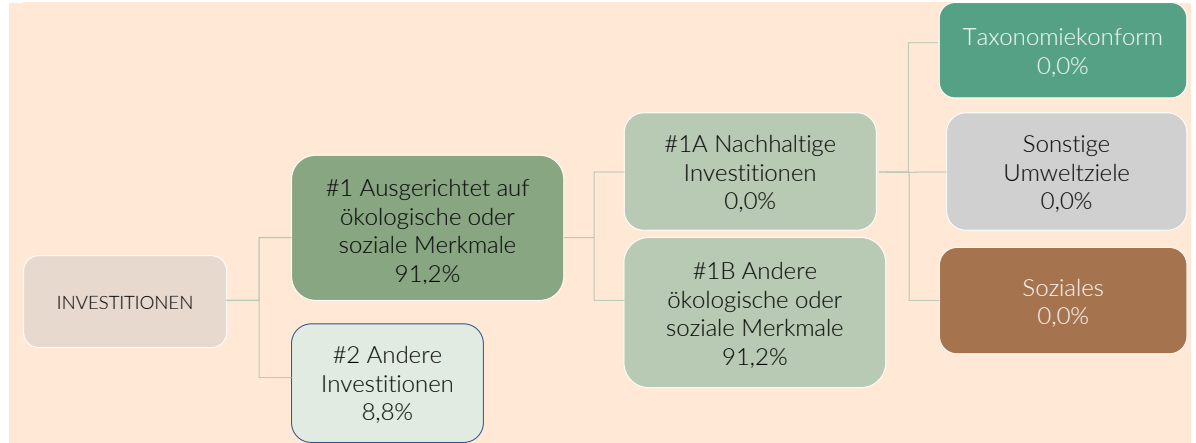 INVESTITIONEN
#1 Ausgerichtet auf
ökologische oder
soziale Merkmale
91,2%
#2 Andere
Investitionen
8,8%
#1A Nachhaltige
Investitionen
0,0%
#1B Andere
ökologische oder
soziale Merkmale
91,2%
Taxonomiekonform
0,0%
Sonstige
Umweltziele
0,0%
Soziales
0,0%